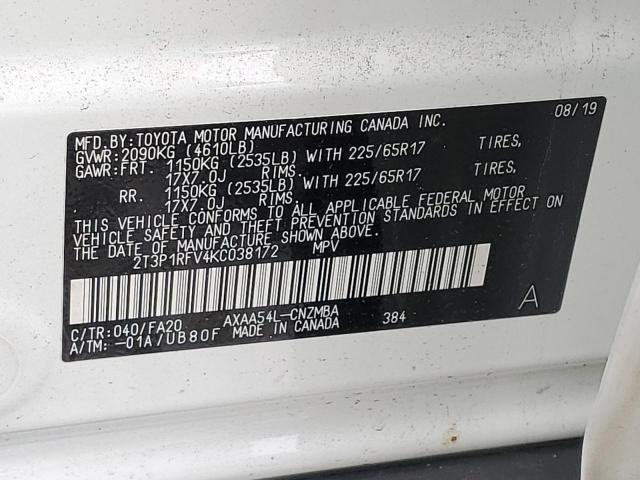 08/19
MFD.BY:TOYOTA MOTOR MANUFACTURING CANADA INC.
GVWR:2090KG (4610LB)
GAWR:FRT. 1150KG (2535LB) WITH 225/65R17 TIRES,
17X7.0J RIMS.
RR. 1150KG (2535LB) WITH 225/65R17 TIRES,
17X7.0J RIMS.
THIS VEHICLE CONFORMS TO ALL APPLICABLE FEDERAL MOTOR
VEHICLE SAFETY AND THEFT PREVENTION STANDARDS IN EFFECT ON
THE DATE OF MANUFACTURE SHOWN ABOVE.
2T3P1RFV4KC038172 MPV
C/TR:040/FA20 AXAA54L-CNZMBA 384
A/TM:-01A/UB80F MADE IN CANADA
A